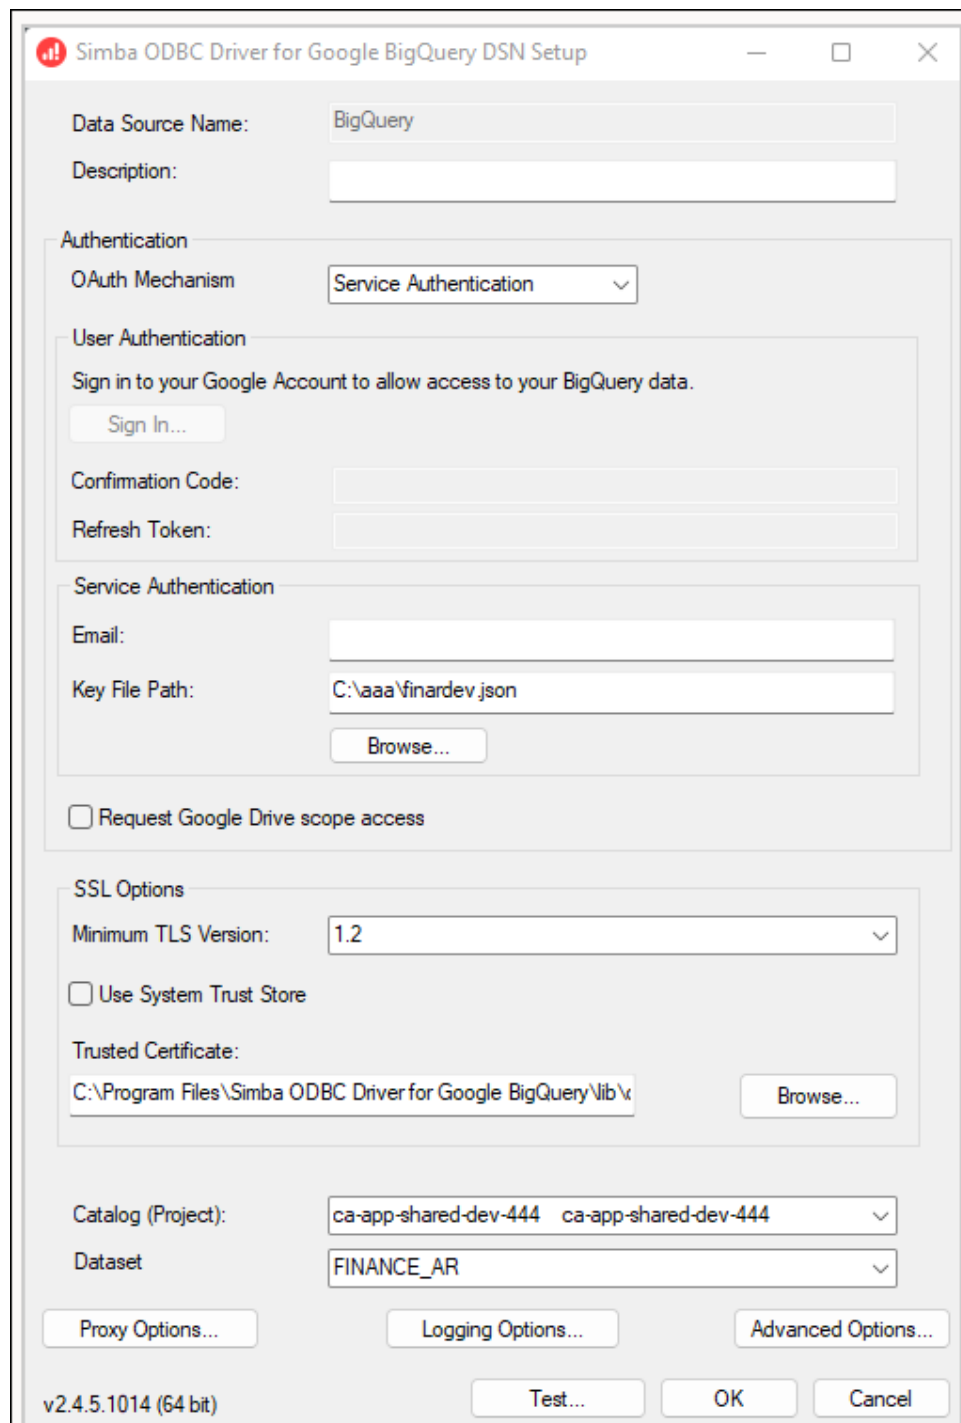 Simba ODBC Driver for Google BigQuery DSN Setup
Data Source Name: BigQuery
Description:
Authentication
OAuth Mechanism Service Authentication
User Authentication
Sign in to your Google Account to allow access to your BigQuery data.
Sign In...
Confirmation Code:
Refresh Token:
Service Authentication
Email:
Key File Path: C:\aaa\finardev.json
Browse...
Request Google Drive scope access
SSL Options
Minimum TLS Version: 1.2
Use System Trust Store
Trusted Certificate:
C:\Program Files\Simba ODBC Driver for Google BigQuery\lib\ Browse...
Catalog (Project): ca-app-shared-dev-444 ca-app-shared-dev-444
Dataset FINANCE_AR
Proxy Options... Logging Options... Advanced Options...
v2.4.5.1014 (64 bit) Test... OK Cancel